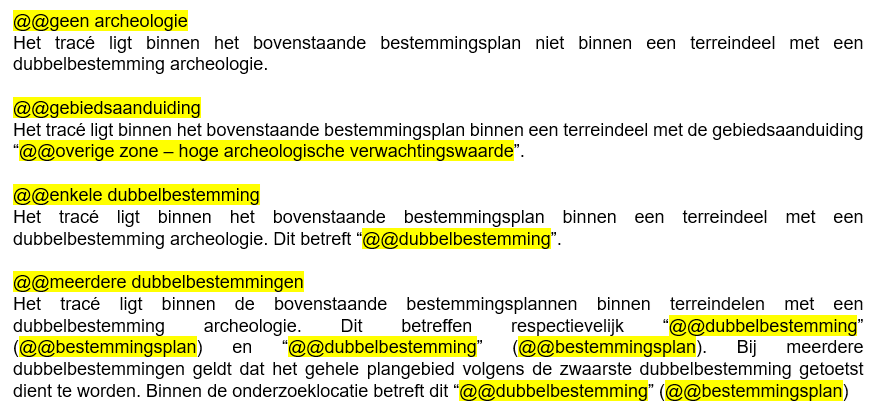 @@geen archeologie
Het tracé ligt binnen het bovenstaande bestemmingsplan niet binnen een terreindeel met een
dubbelbestemming archeologie.
@@gebiedsaanduiding
Het tracé ligt binnen het bovenstaande bestemmingsplan binnen een terreindeel met de gebiedsaanduiding
“@@overige zone – hoge archeologische verwachtingswaarde”.
@@enkele dubbelbestemming
Het tracé ligt binnen het bovenstaande bestemmingsplan binnen een terreindeel met een
dubbelbestemming archeologie. Dit betreft “@@dubbelbestemming”.
@@meerdere dubbelbestemmingen
Het tracé ligt binnen de bovenstaande bestemmingsplannen binnen terreindelen met een
dubbelbestemming archeologie. Dit betreffen respectievelijk “@@dubbelbestemming”
(@@bestemmingsplan) en “@@dubbelbestemming” (@@bestemmingsplan). Bij meerdere
dubbelbestemmingen geldt dat het gehele plangebied volgens de zwaarste dubbelbestemming getoetst
dient te worden. Binnen de onderzoeklocatie betreft dit “@@dubbelbestemming” (@@bestemmingsplan)